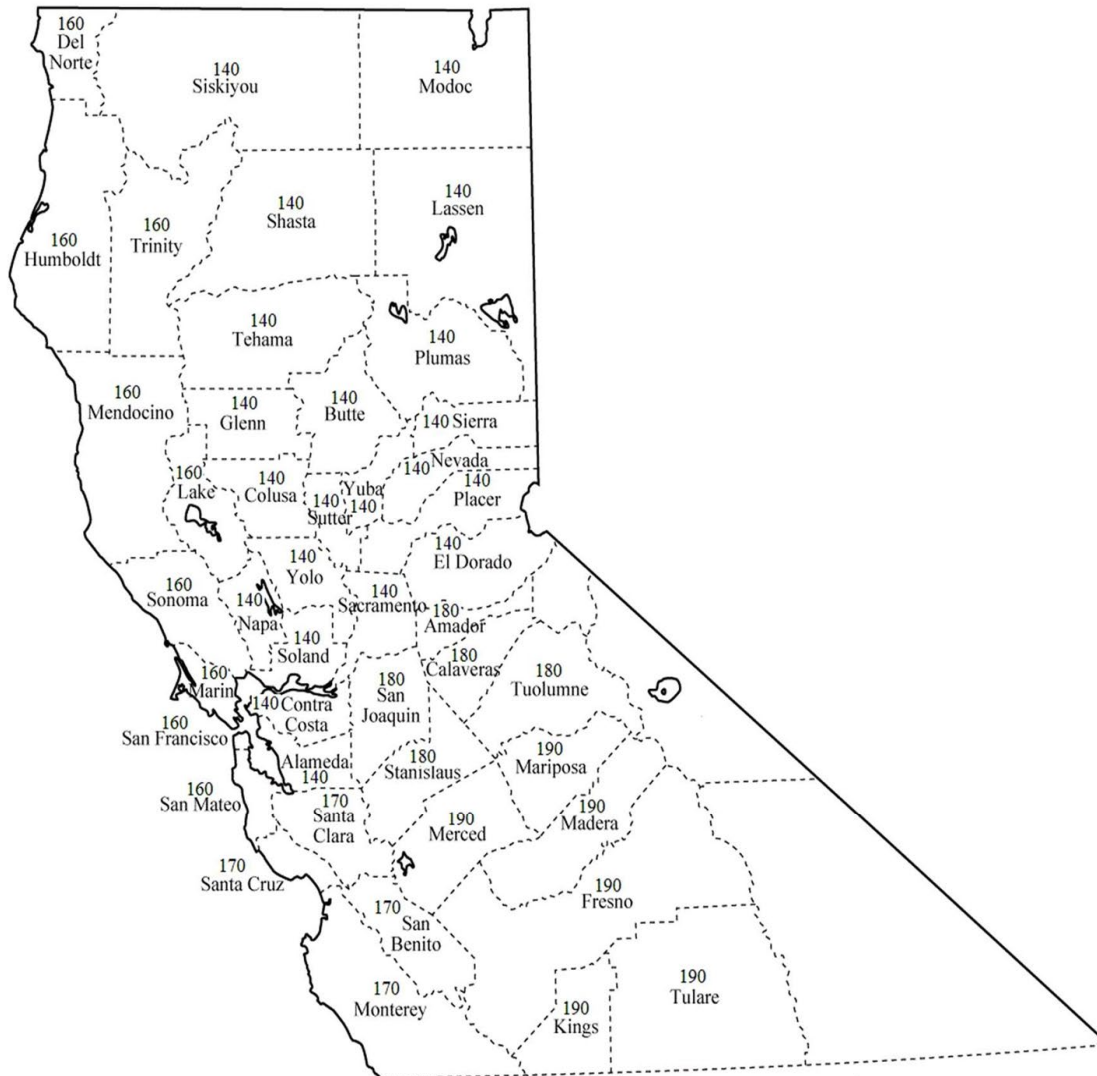 160
Del
Norte
140
Siskiyou
140
Modoc
160
Humboldt
160
Trinity
140
Shasta
140
Lassen
140
Tehama
140
Plumas
160
Mendocino
140
Glenn
140
Butte
140 Sierra
160
Lake
140
Colusa
140
Sutter
Yuba
140
Nevada
140
140
Placer
140
El Dorado
160
Sonoma
140
Napa
140
Yolo
140
Sacramento
180
Amador
140
Soland
160
Marin
140 Contra
Costa
180
San
Joaquin
180
Calaveras
180
Tuolumne
160
San Francisco
Alameda
140
180
Stanislaus
190
Mariposa
160
San Mateo
170
Santa
Clara
190
Merced
190
Madera
170
Santa Cruz
170
San
Benito
190
Fresno
170
Monterey
190
Kings
190
Tulare